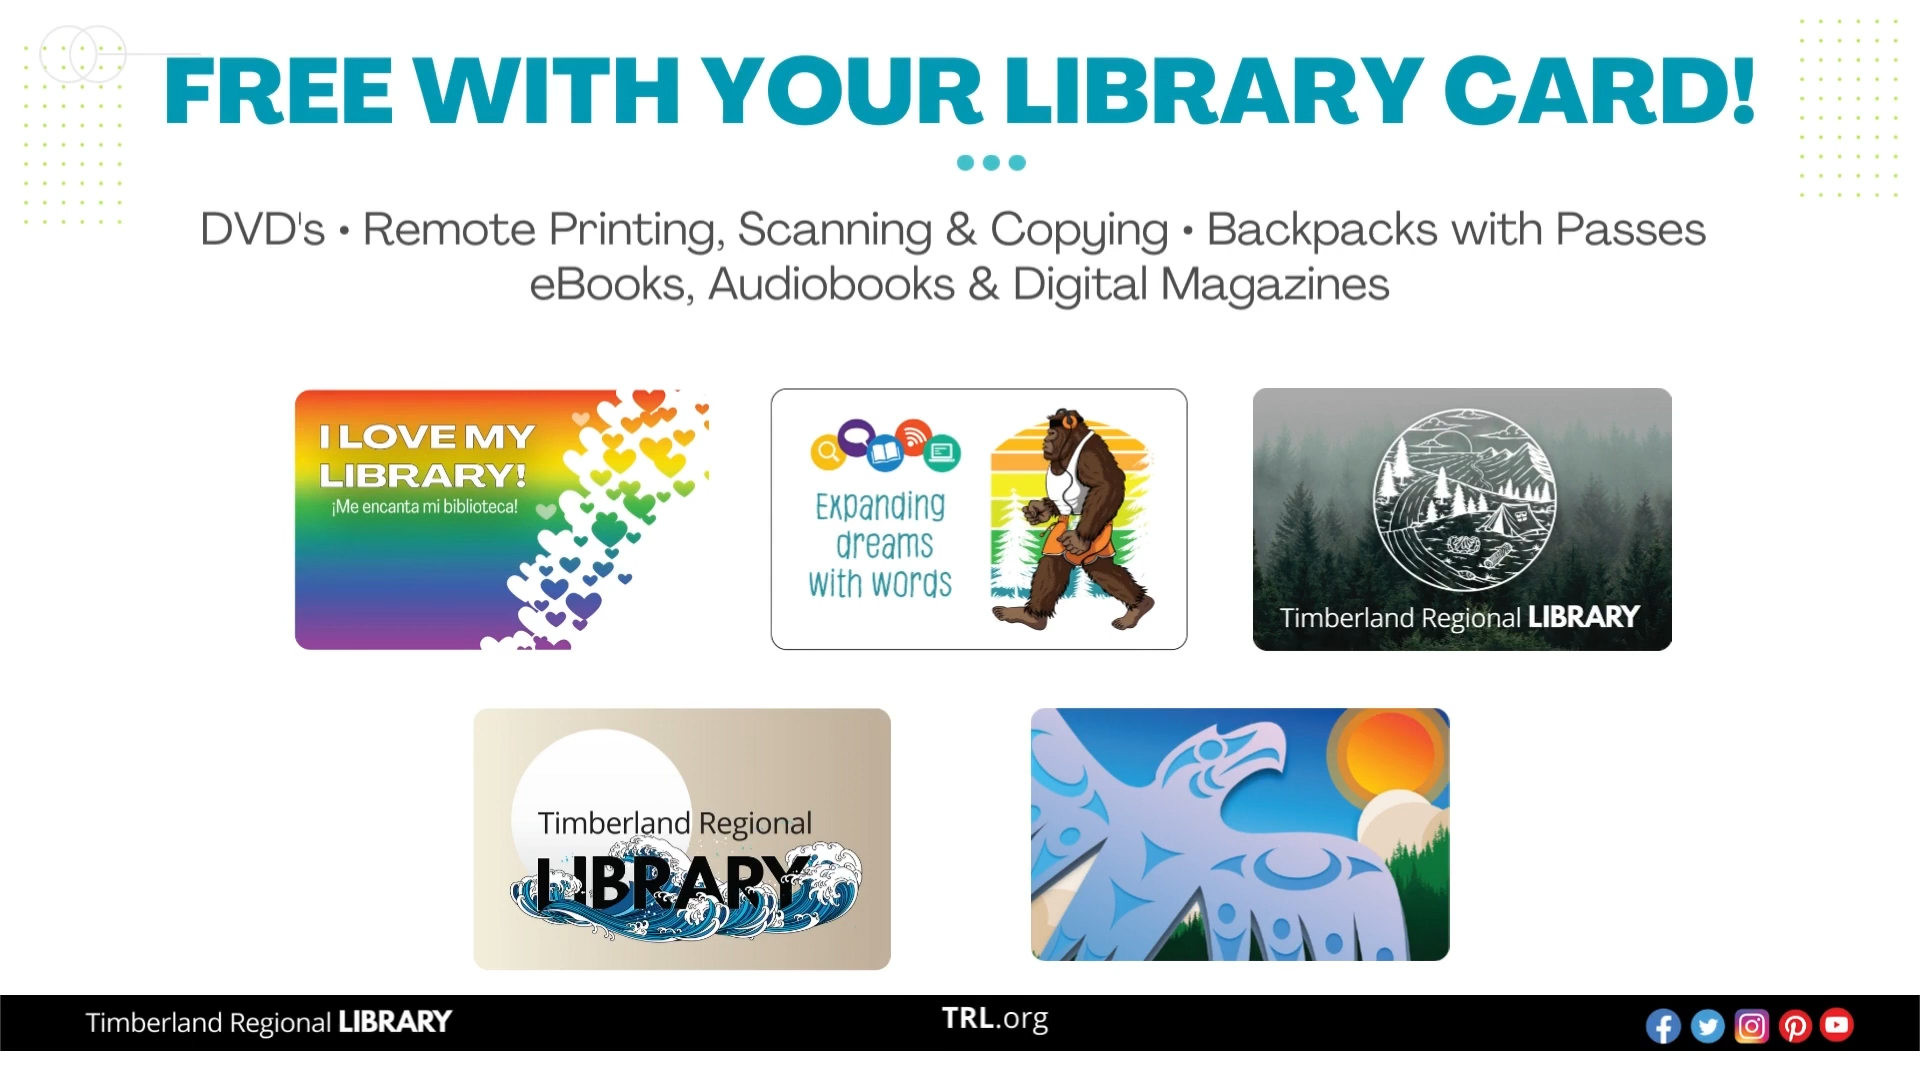 FREE WITH YOUR LIBRARY CARD!
DVD's • Remote Printing, Scanning & Copying • Backpacks with Passes
eBooks, Audiobooks & Digital Magazines
I LOVE MY
LIBRARY!
¡Me encanta mi biblioteca!
Expanding
dreams
with words
Timberland Regional LIBRARY
Timberland Regional
LIBRARY
Timberland Regional LIBRARY
TRL.org